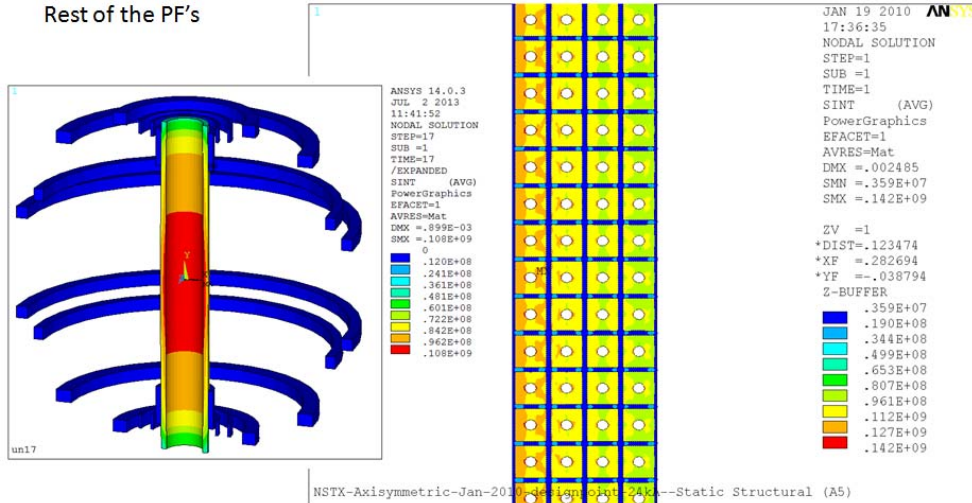 Rest of the PF's
1
ANSYS 14.0.3
JUL 2 2013
11:41:52
NODAL SOLUTION
STEP=17
SUB =1
TIME=17
/EXPANDED
SINT (AVG)
PowerGraphics
EFACET=1
AVRES=Mat
DMX =.899E-03
SMX =.108E+09
0
.120E+08
.241E+08
.361E+08
.481E+08
.601E+08
.722E+08
.842E+08
.962E+08
.108E+09
Y
un17
1
MX
JAN 19 2010 ANSYS
17:36:35
NODAL SOLUTION
STEP=1
SUB =1
TIME=1
SINT (AVG)
PowerGraphics
EFACET=1
AVRES=Mat
DMX =.002485
SMN =.359E+07
SMX =.142E+09
ZV =1
*DIST=.123474
*XF =.282694
*YF =-.038794
Z-BUFFER
.359E+07
.190E+08
.344E+08
.499E+08
.653E+08
.807E+08
.961E+08
.112E+09
.127E+09
.142E+09
NSTX-Axisymmetric-Jan-2010-designpoint-24kA--Static Structural (A5)